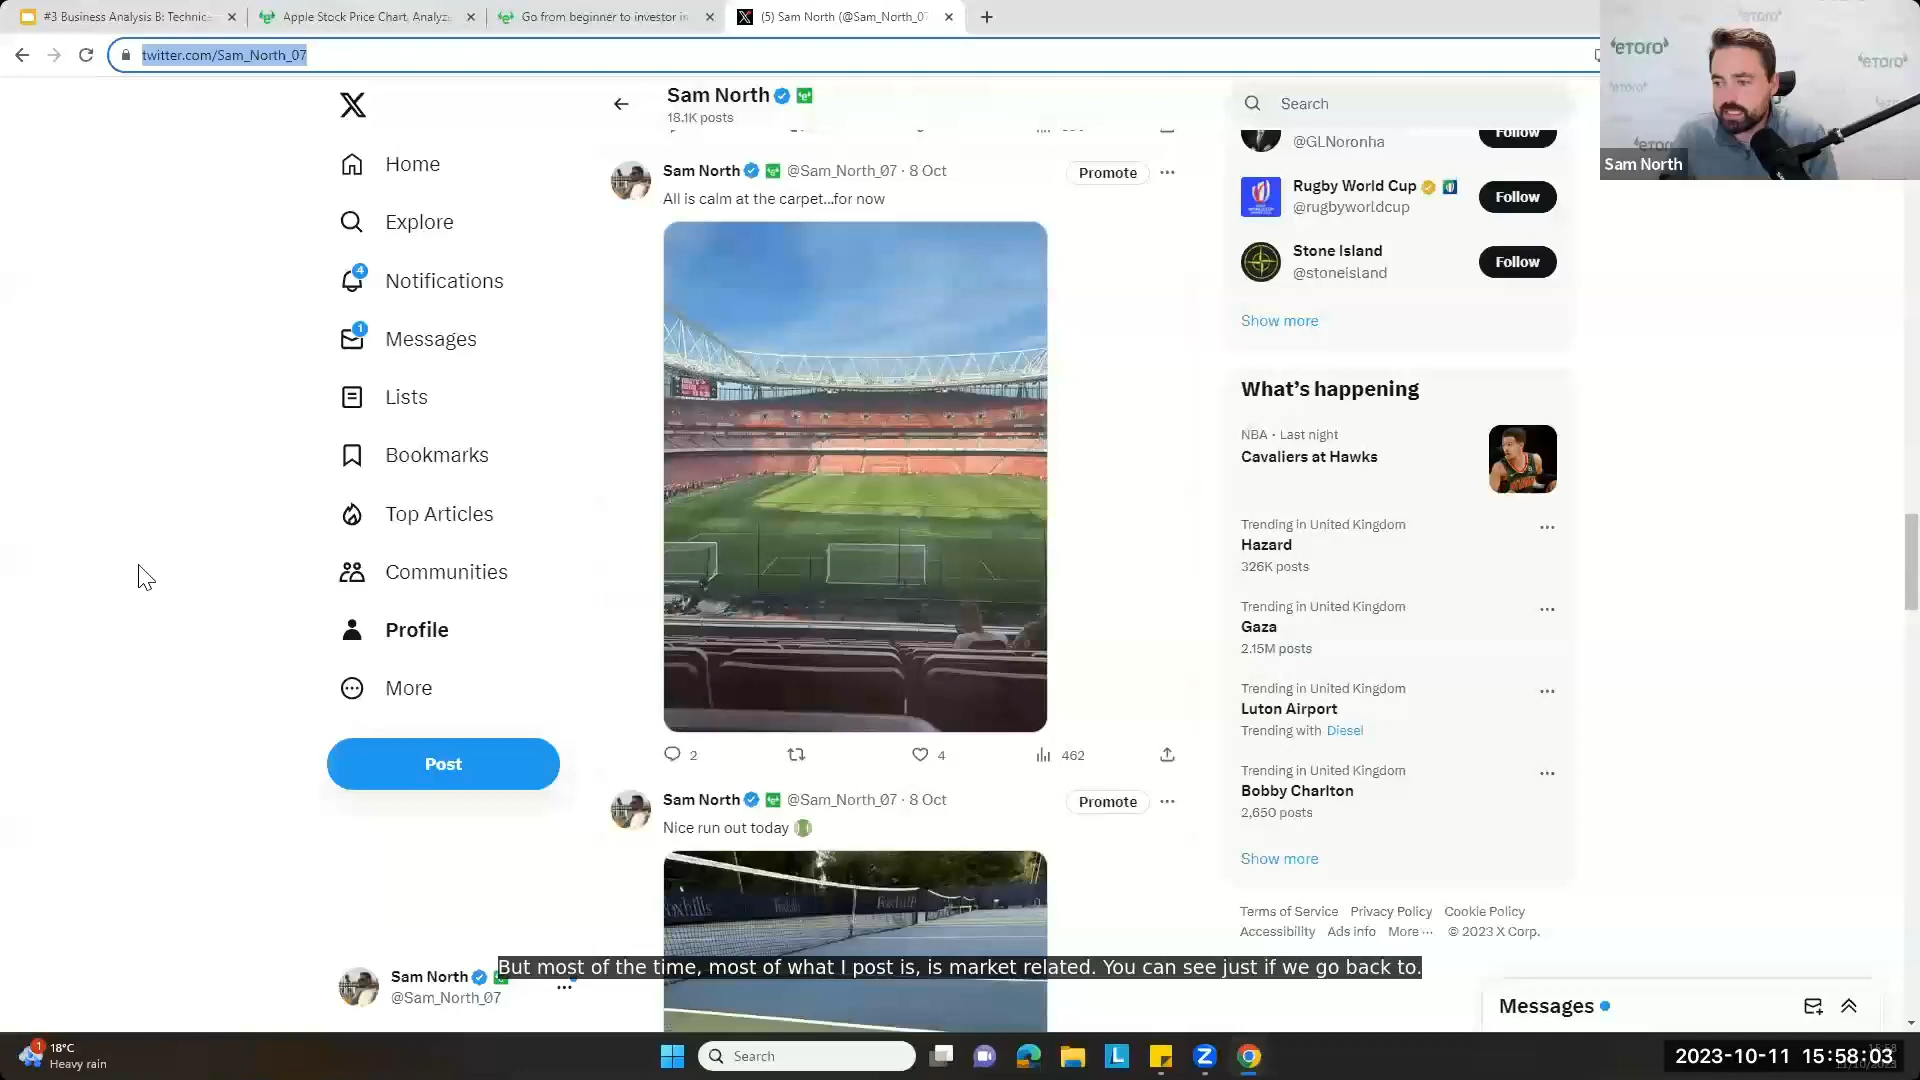 #3 Business Analysis B: Technic
Apple Stock Price Chart, Analyz
Go from beginner to investor in
(5) Sam North (@Sam_North_07
twitter.com/Sam_North_07
Home
Explore
4
Notifications
1
Messages
Lists
Bookmarks
Top Articles
Communities
Profile
More
Post
Sam North
@Sam_North_07
Sam North
18.1K posts
Sam North @Sam_North_07 · 8 Oct
Promote
All is calm at the carpet...for now
2
4
462
Sam North @Sam_North_07 · 8 Oct
Promote
Nice run out today
Foxhills
But most of the time, most of what I post is, is market related. You can see just if we go back to.
Search
@GLNoronha
Follow
Rugby World Cup
@rugbyworldcup
Follow
Stone Island
@stoneisland
Follow
Show more
What's happening
NBA · Last night
Cavaliers at Hawks
Trending in United Kingdom
Hazard
326K posts
Trending in United Kingdom
Gaza
2.15M posts
Trending in United Kingdom
Luton Airport
Trending with Diesel
Trending in United Kingdom
Bobby Charlton
2,650 posts
Show more
Terms of Service Privacy Policy Cookie Policy
Accessibility Ads info More ··· © 2023 X Corp.
Messages
eToro
eToro
Sam North
1
18°C
Heavy rain
Search
2023-10-11 15:58:03